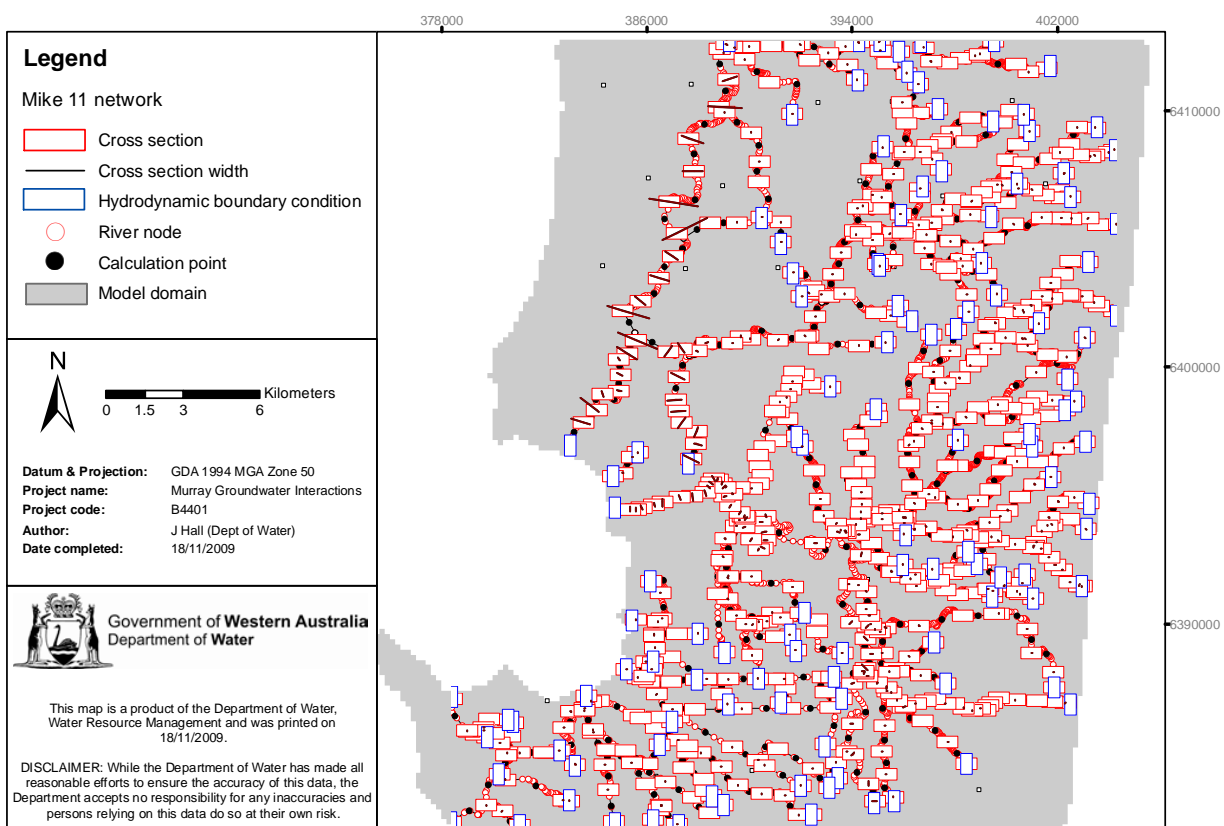 378000
386000
394000
402000
Legend
Mike 11 network
Cross section
Cross section width
Hydrodynamic boundary condition
River node
Calculation point
Model domain
N
Kilometers
0 1.5 3 6
Datum & Projection: GDA 1994 MGA Zone 50
Project name: Murray Groundwater Interactions
Project code: B4401
Author: J Hall (Dept of Water)
Date completed: 18/11/2009
Government of Western Australia
Department of Water
This map is a product of the Department of Water,
Water Resource Management and was printed on
18/11/2009.
DISCLAIMER: While the Department of Water has made all
reasonable efforts to ensure the accuracy of this data, the
Department accepts no responsibility for any inaccuracies and
persons relying on this data do so at their own risk.
6410000
6400000
6390000